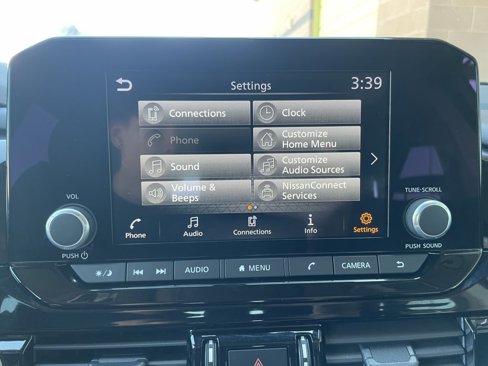 Settings
3:39
Connections
Clock
Phone
Customize
Home Menu
Sound
Customize
Audio Sources
Volume &
Beeps
NissanConnect
Services
VOL
TUNE·SCROLL
Phone
Audio
Connections
Info
Settings
PUSH
PUSH SOUND
AUDIO
MENU
CAMERA